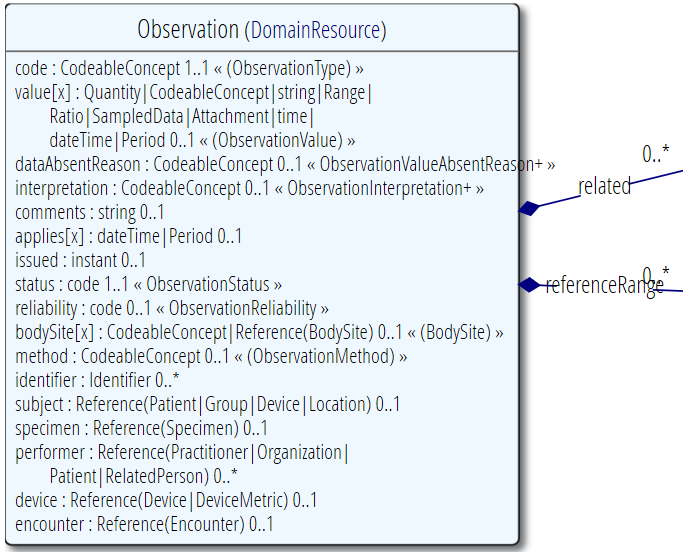 Observation (DomainResource)
code : CodeableConcept 1..1 « (ObservationType) »
value[x] : Quantity|CodeableConcept|string|Range|
Ratio|SampledData|Attachment|time|
dateTime|Period 0..1 « (ObservationValue) »
dataAbsentReason : CodeableConcept 0..1 « ObservationValueAbsentReason+ »
interpretation : CodeableConcept 0..1 « ObservationInterpretation+ »
comments : string 0..1
applies[x] : dateTime|Period 0..1
issued : instant 0..1
status : code 1..1 « ObservationStatus »
reliability : code 0..1 « ObservationReliability »
bodySite[x] : CodeableConcept|Reference(BodySite) 0..1 « (BodySite) »
method : CodeableConcept 0..1 « (ObservationMethod) »
identifier : Identifier 0..*
subject : Reference(Patient|Group|Device|Location) 0..1
specimen : Reference(Specimen) 0..1
performer : Reference(Practitioner|Organization|
Patient|RelatedPerson) 0..*
device : Reference(Device|DeviceMetric) 0..1
encounter : Reference(Encounter) 0..1
0..*
related
0..*
referenceRange